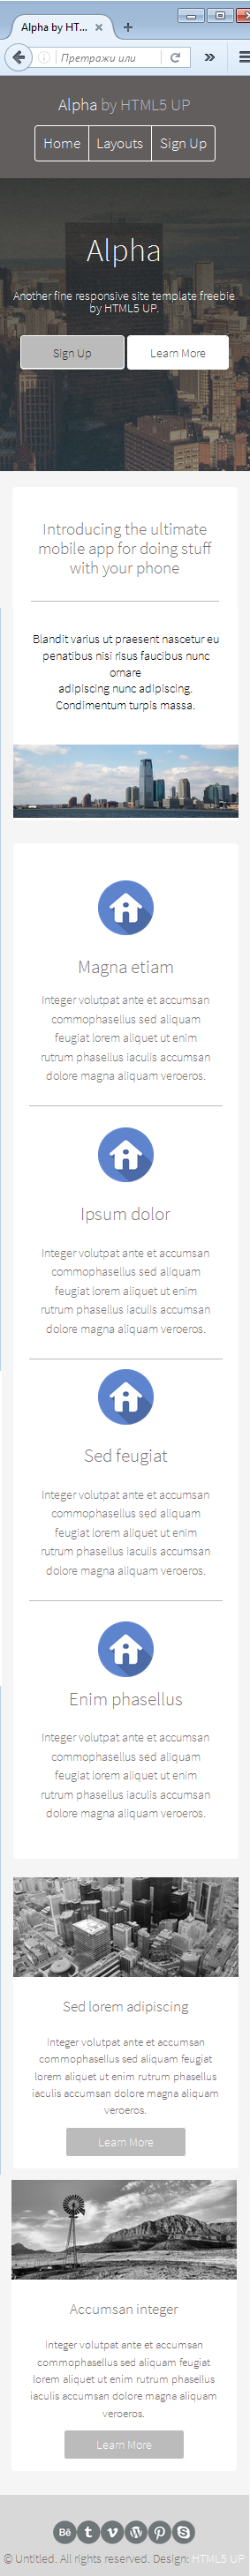 Alpha by HT...
Претражи или
Alpha by HTML5 UP
Home Layouts Sign Up
Alpha
Another fine responsive site template freebie
by HTML5 UP.
Sign Up Learn More
Introducing the ultimate
mobile app for doing stuff
with your phone
Blandit varius ut praesent nascetur eu
penatibus nisi risus faucibus nunc
ornare
adipiscing nunc adipiscing.
Condimentum turpis massa.
Magna etiam
Integer volutpat ante et accumsan
commophasellus sed aliquam
feugiat lorem aliquet ut enim
rutrum phasellus iaculis accumsan
dolore magna aliquam veroeros.
Ipsum dolor
Integer volutpat ante et accumsan
commophasellus sed aliquam
feugiat lorem aliquet ut enim
rutrum phasellus iaculis accumsan
dolore magna aliquam veroeros.
Sed feugiat
Integer volutpat ante et accumsan
commophasellus sed aliquam
feugiat lorem aliquet ut enim
rutrum phasellus iaculis accumsan
dolore magna aliquam veroeros.
Enim phasellus
Integer volutpat ante et accumsan
commophasellus sed aliquam
feugiat lorem aliquet ut enim
rutrum phasellus iaculis accumsan
dolore magna aliquam veroeros.
Sed lorem adipiscing
Integer volutpat ante et accumsan
commophasellus sed aliquam feugiat
lorem aliquet ut enim rutrum phasellus
iaculis accumsan dolore magna aliquam
veroeros.
Learn More
Accumsan integer
Integer volutpat ante et accumsan
commophasellus sed aliquam feugiat
lorem aliquet ut enim rutrum phasellus
iaculis accumsan dolore magna aliquam
veroeros.
Learn More
© Untitled. All rights reserved. Design: HTML5 UP